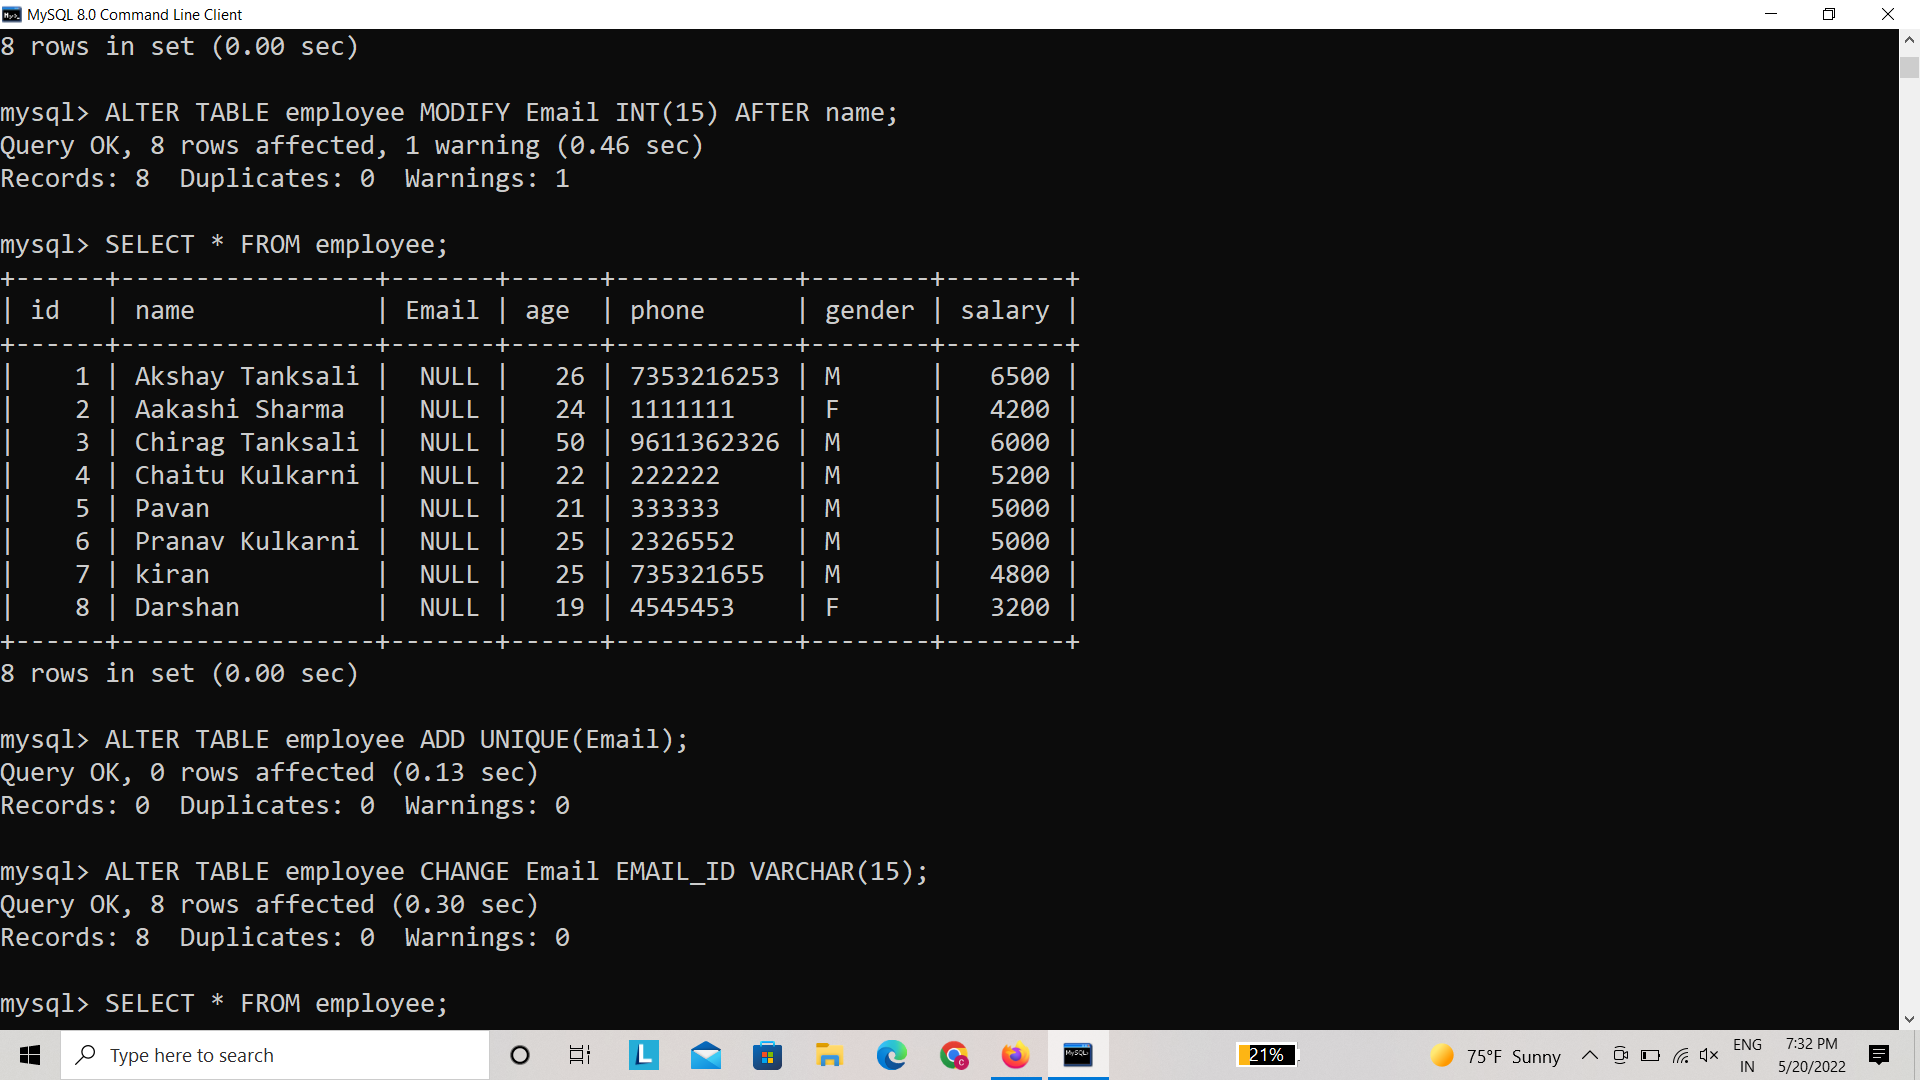 MySQL 8.0 Command Line Client
8 rows in set (0.00 sec)
mysql> ALTER TABLE employee MODIFY Email INT(15) AFTER name;
Query OK, 8 rows affected, 1 warning (0.46 sec)
Records: 8  Duplicates: 0  Warnings: 1
mysql> SELECT * FROM employee;
+------+-----------------+-------+------+------------+--------+--------+
| id   | name            | Email | age  | phone      | gender | salary |
+------+-----------------+-------+------+------------+--------+--------+
|    1 | Akshay Tanksali |  NULL |   26 | 7353216253 | M      |   6500 |
|    2 | Aakashi Sharma  |  NULL |   24 | 1111111    | F      |   4200 |
|    3 | Chirag Tanksali |  NULL |   50 | 9611362326 | M      |   6000 |
|    4 | Chaitu Kulkarni |  NULL |   22 | 222222     | M      |   5200 |
|    5 | Pavan           |  NULL |   21 | 333333     | M      |   5000 |
|    6 | Pranav Kulkarni |  NULL |   25 | 2326552    | M      |   5000 |
|    7 | kiran           |  NULL |   25 | 735321655  | M      |   4800 |
|    8 | Darshan         |  NULL |   19 | 4545453    | F      |   3200 |
+------+-----------------+-------+------+------------+--------+--------+
8 rows in set (0.00 sec)
mysql> ALTER TABLE employee ADD UNIQUE(Email);
Query OK, 0 rows affected (0.13 sec)
Records: 0  Duplicates: 0  Warnings: 0
mysql> ALTER TABLE employee CHANGE Email EMAIL_ID VARCHAR(15);
Query OK, 8 rows affected (0.30 sec)
Records: 8  Duplicates: 0  Warnings: 0
mysql> SELECT * FROM employee;
Type here to search
L
C
MySQL
21%
75°F Sunny
ENG
IN
7:32 PM
5/20/2022